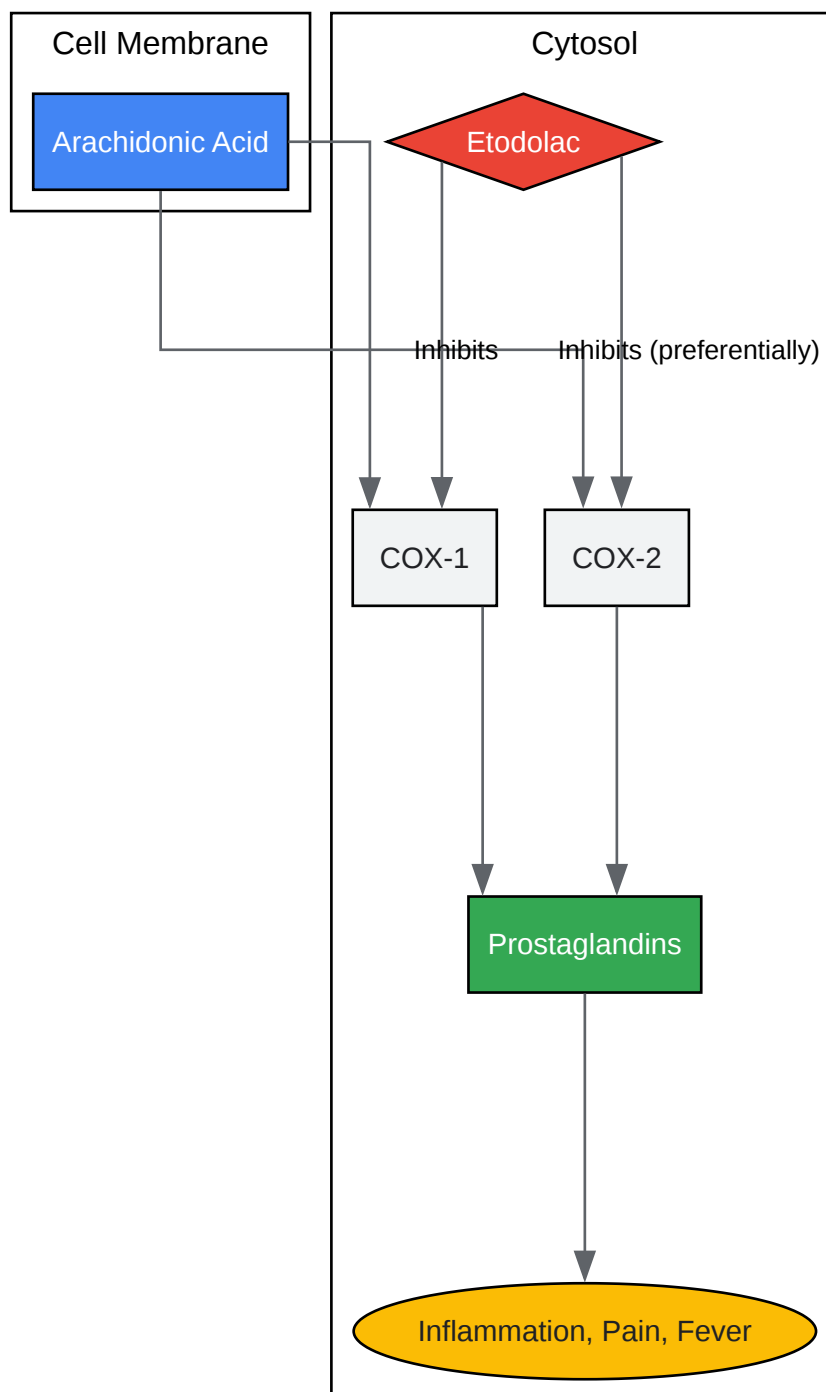 Cell Membrane
Cytosol
Arachidonic Acid
Etodolac
Inhibits
Inhibits (preferentially)
COX-1
COX-2
Prostaglandins
Inflammation, Pain, Fever